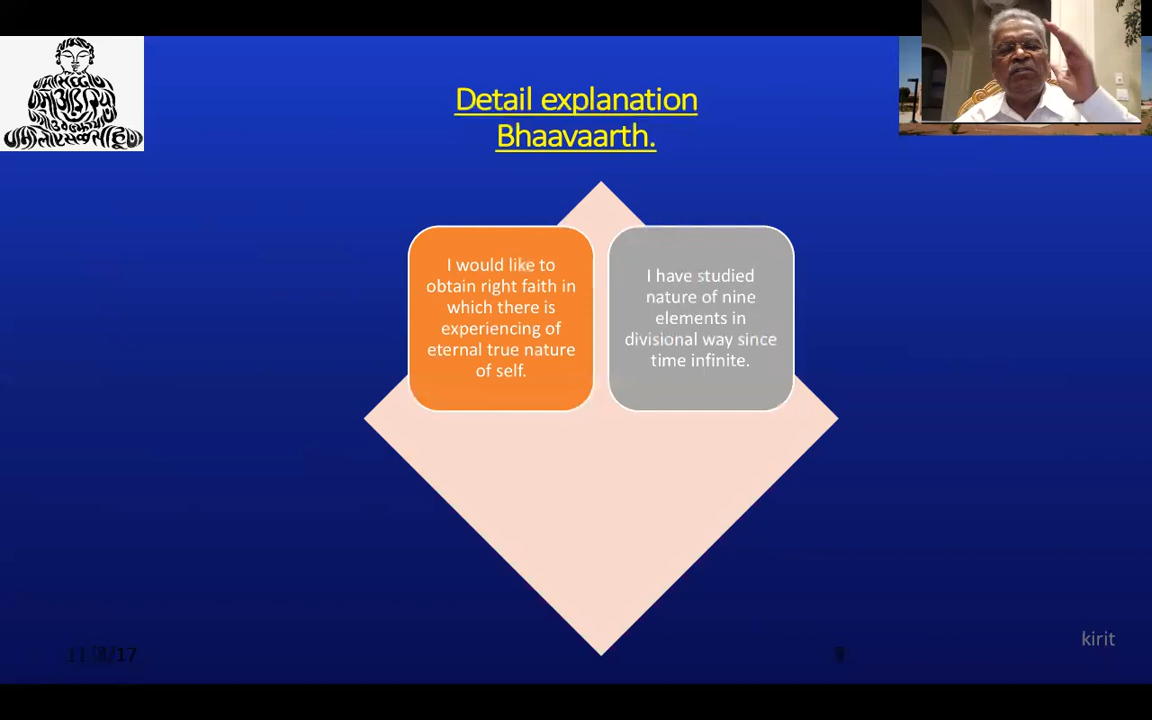 Detail explanation
Bhaavaarth.
I would like to
obtain right faith in
which there is
experiencing of
eternal true nature
of self.
I have studied
nature of nine
elements in
divisional way since
time infinite.
kirit